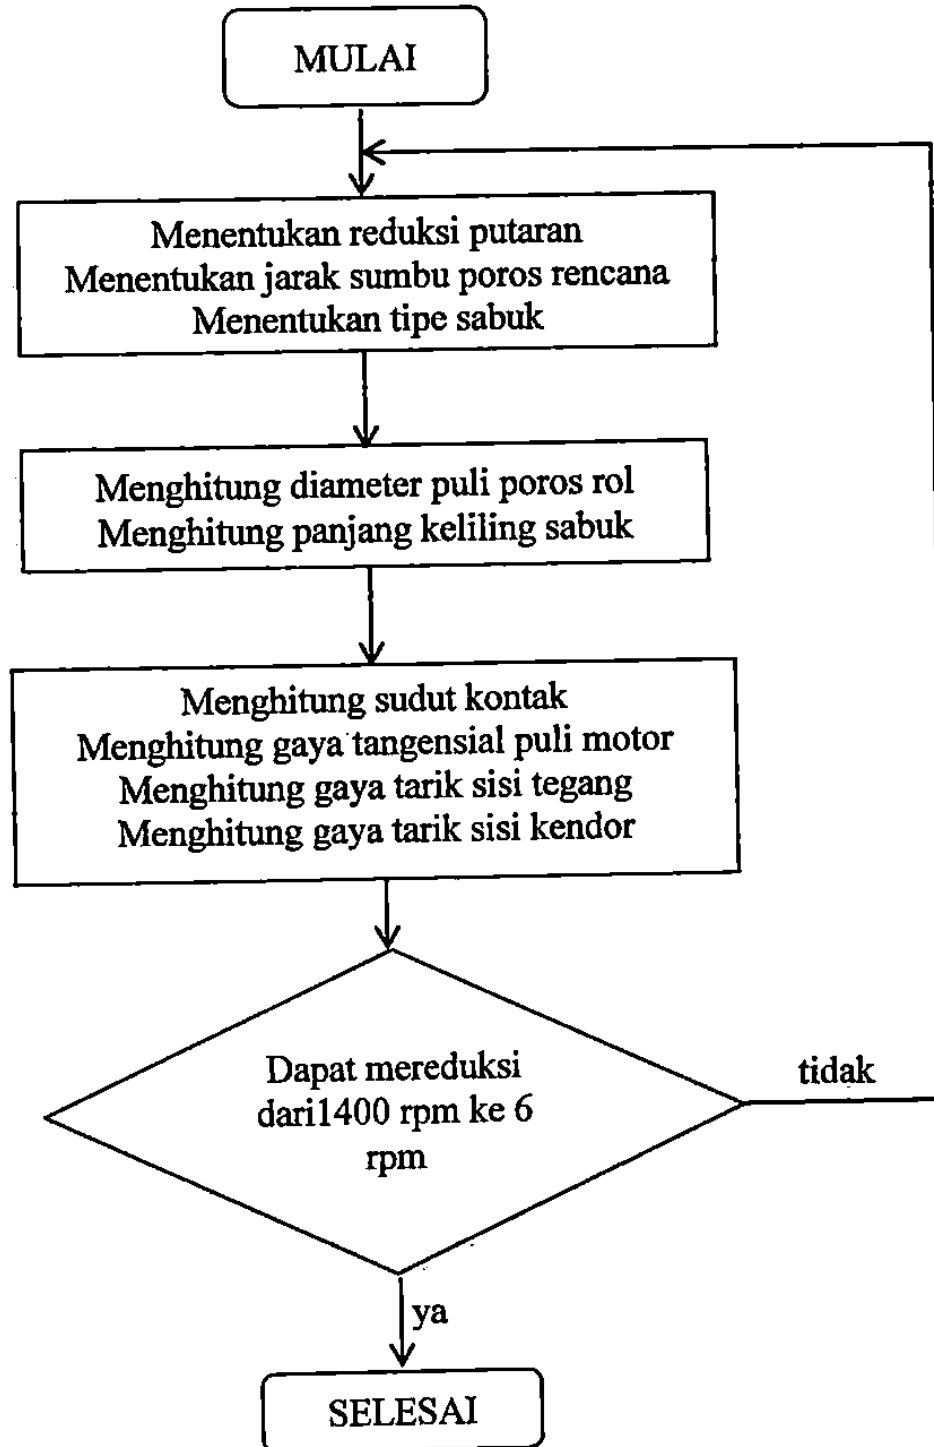 MULAI
Menentukan reduksi putaran
Menentukan jarak sumbu poros rencana
Menentukan tipe sabuk
Menghitung diameter puli poros rol
Menghitung panjang keliling sabuk
Menghitung sudut kontak
Menghitung gaya tangensial puli motor
Menghitung gaya tarik sisi tegang
Menghitung gaya tarik sisi kendor
Dapat mereduksi
dari1400 rpm ke 6
rpm
tidak
ya
SELESAI